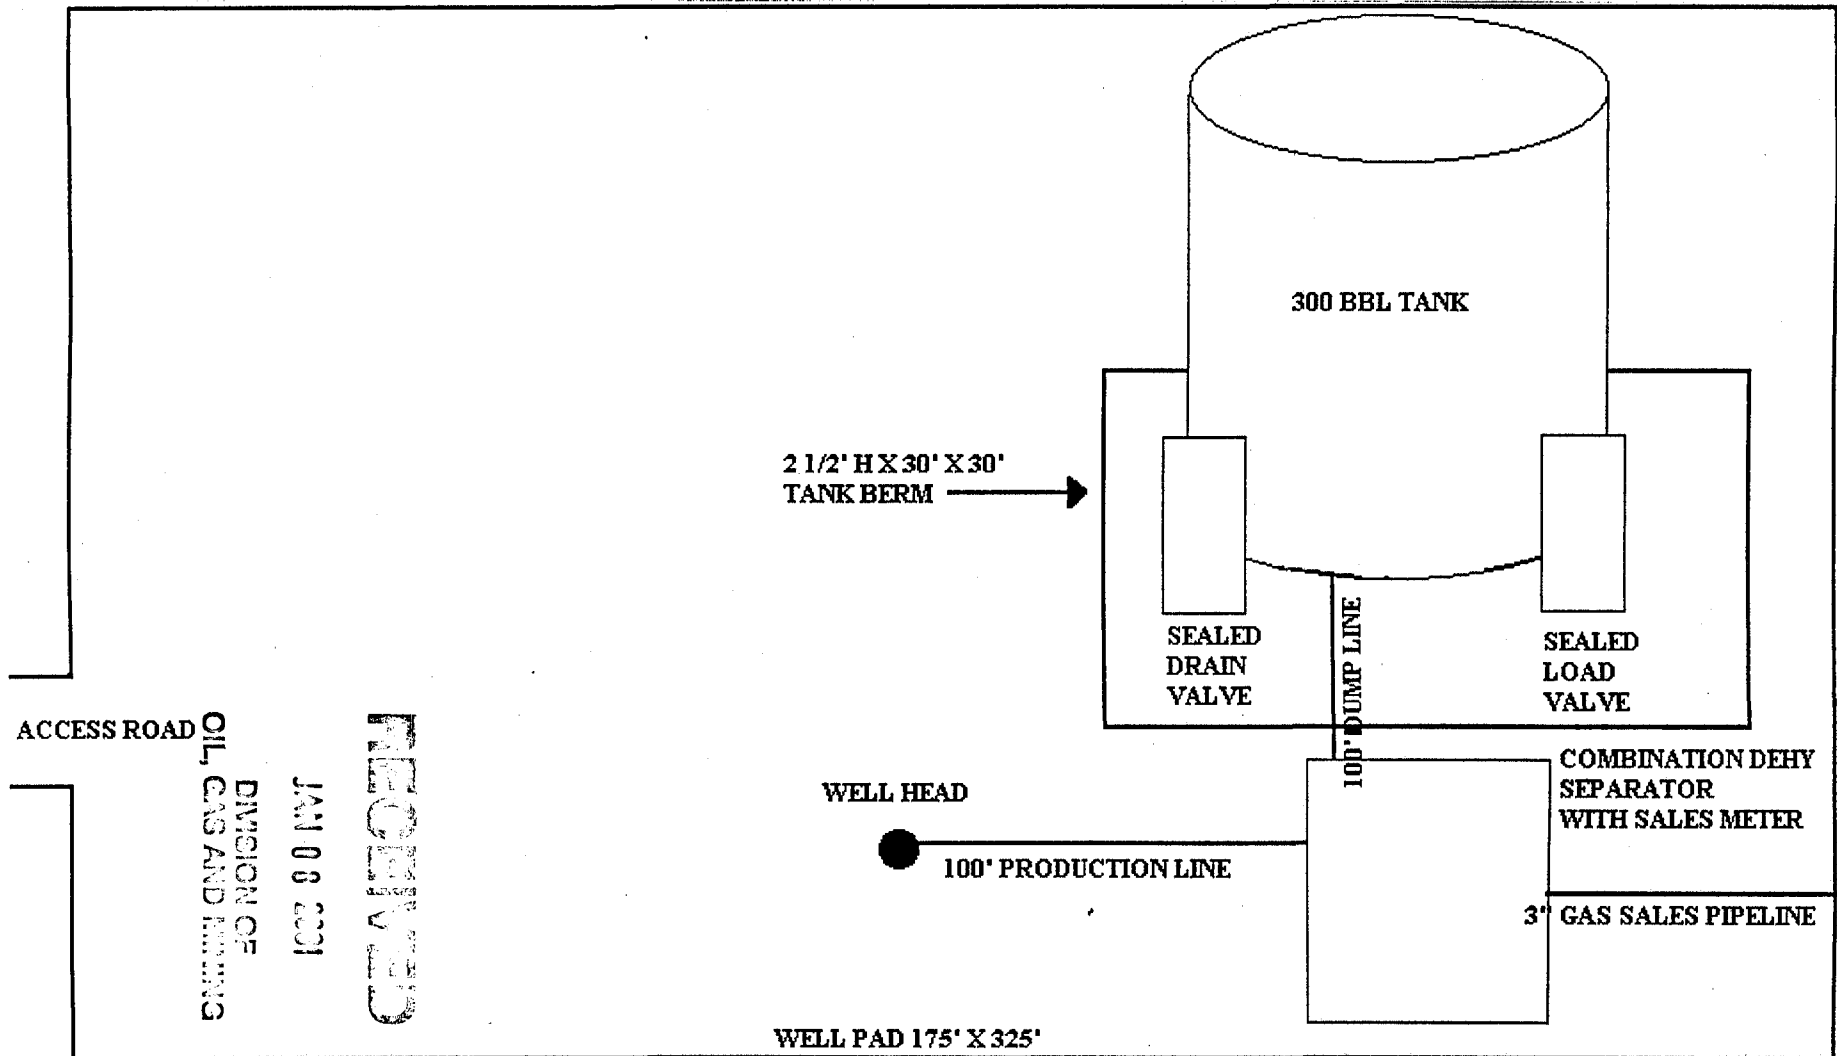 300 BBL TANK
2 1/2' H X 30' X 30'
TANK BERM
SEALED
DRAIN
VALVE
100' DUMP LINE
SEALED
LOAD
VALVE
ACCESS ROAD
RECEIVED
JAN 08 2001
DIVISION OF
OIL, GAS AND MINING
WELL HEAD
100' PRODUCTION LINE
COMBINATION DEHY
SEPARATOR
WITH SALES METER
3" GAS SALES PIPELINE
WELL PAD 175' X 325'